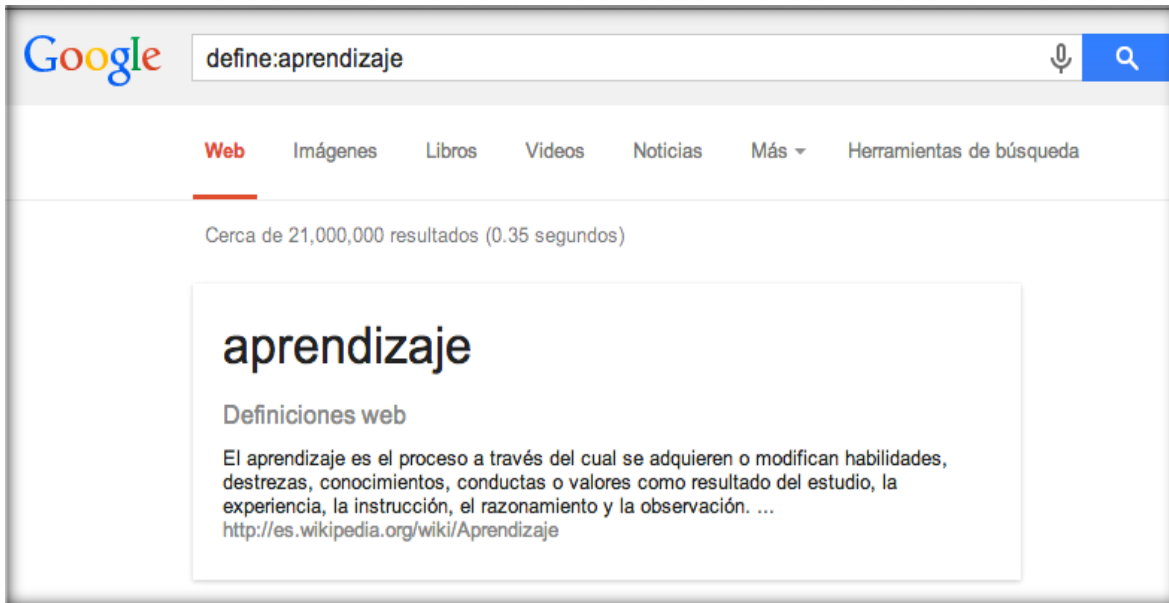 Google define:aprendizaje
Web Imágenes Libros Videos Noticias Más Herramientas de búsqueda
Cerca de 21,000,000 resultados (0.35 segundos)
aprendizaje
Definiciones web
El aprendizaje es el proceso a través del cual se adquieren o modifican habilidades,
destrezas, conocimientos, conductas o valores como resultado del estudio, la
experiencia, la instrucción, el razonamiento y la observación. ...
http://es.wikipedia.org/wiki/Aprendizaje